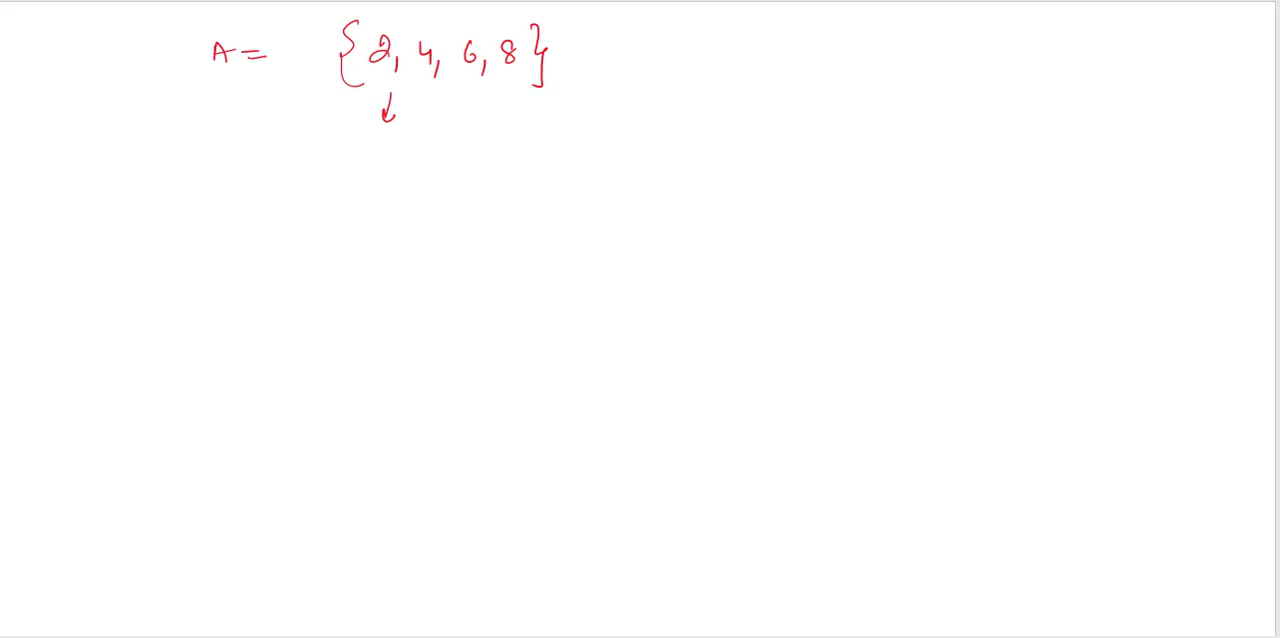 A = {2, 4, 6, 8}
↓